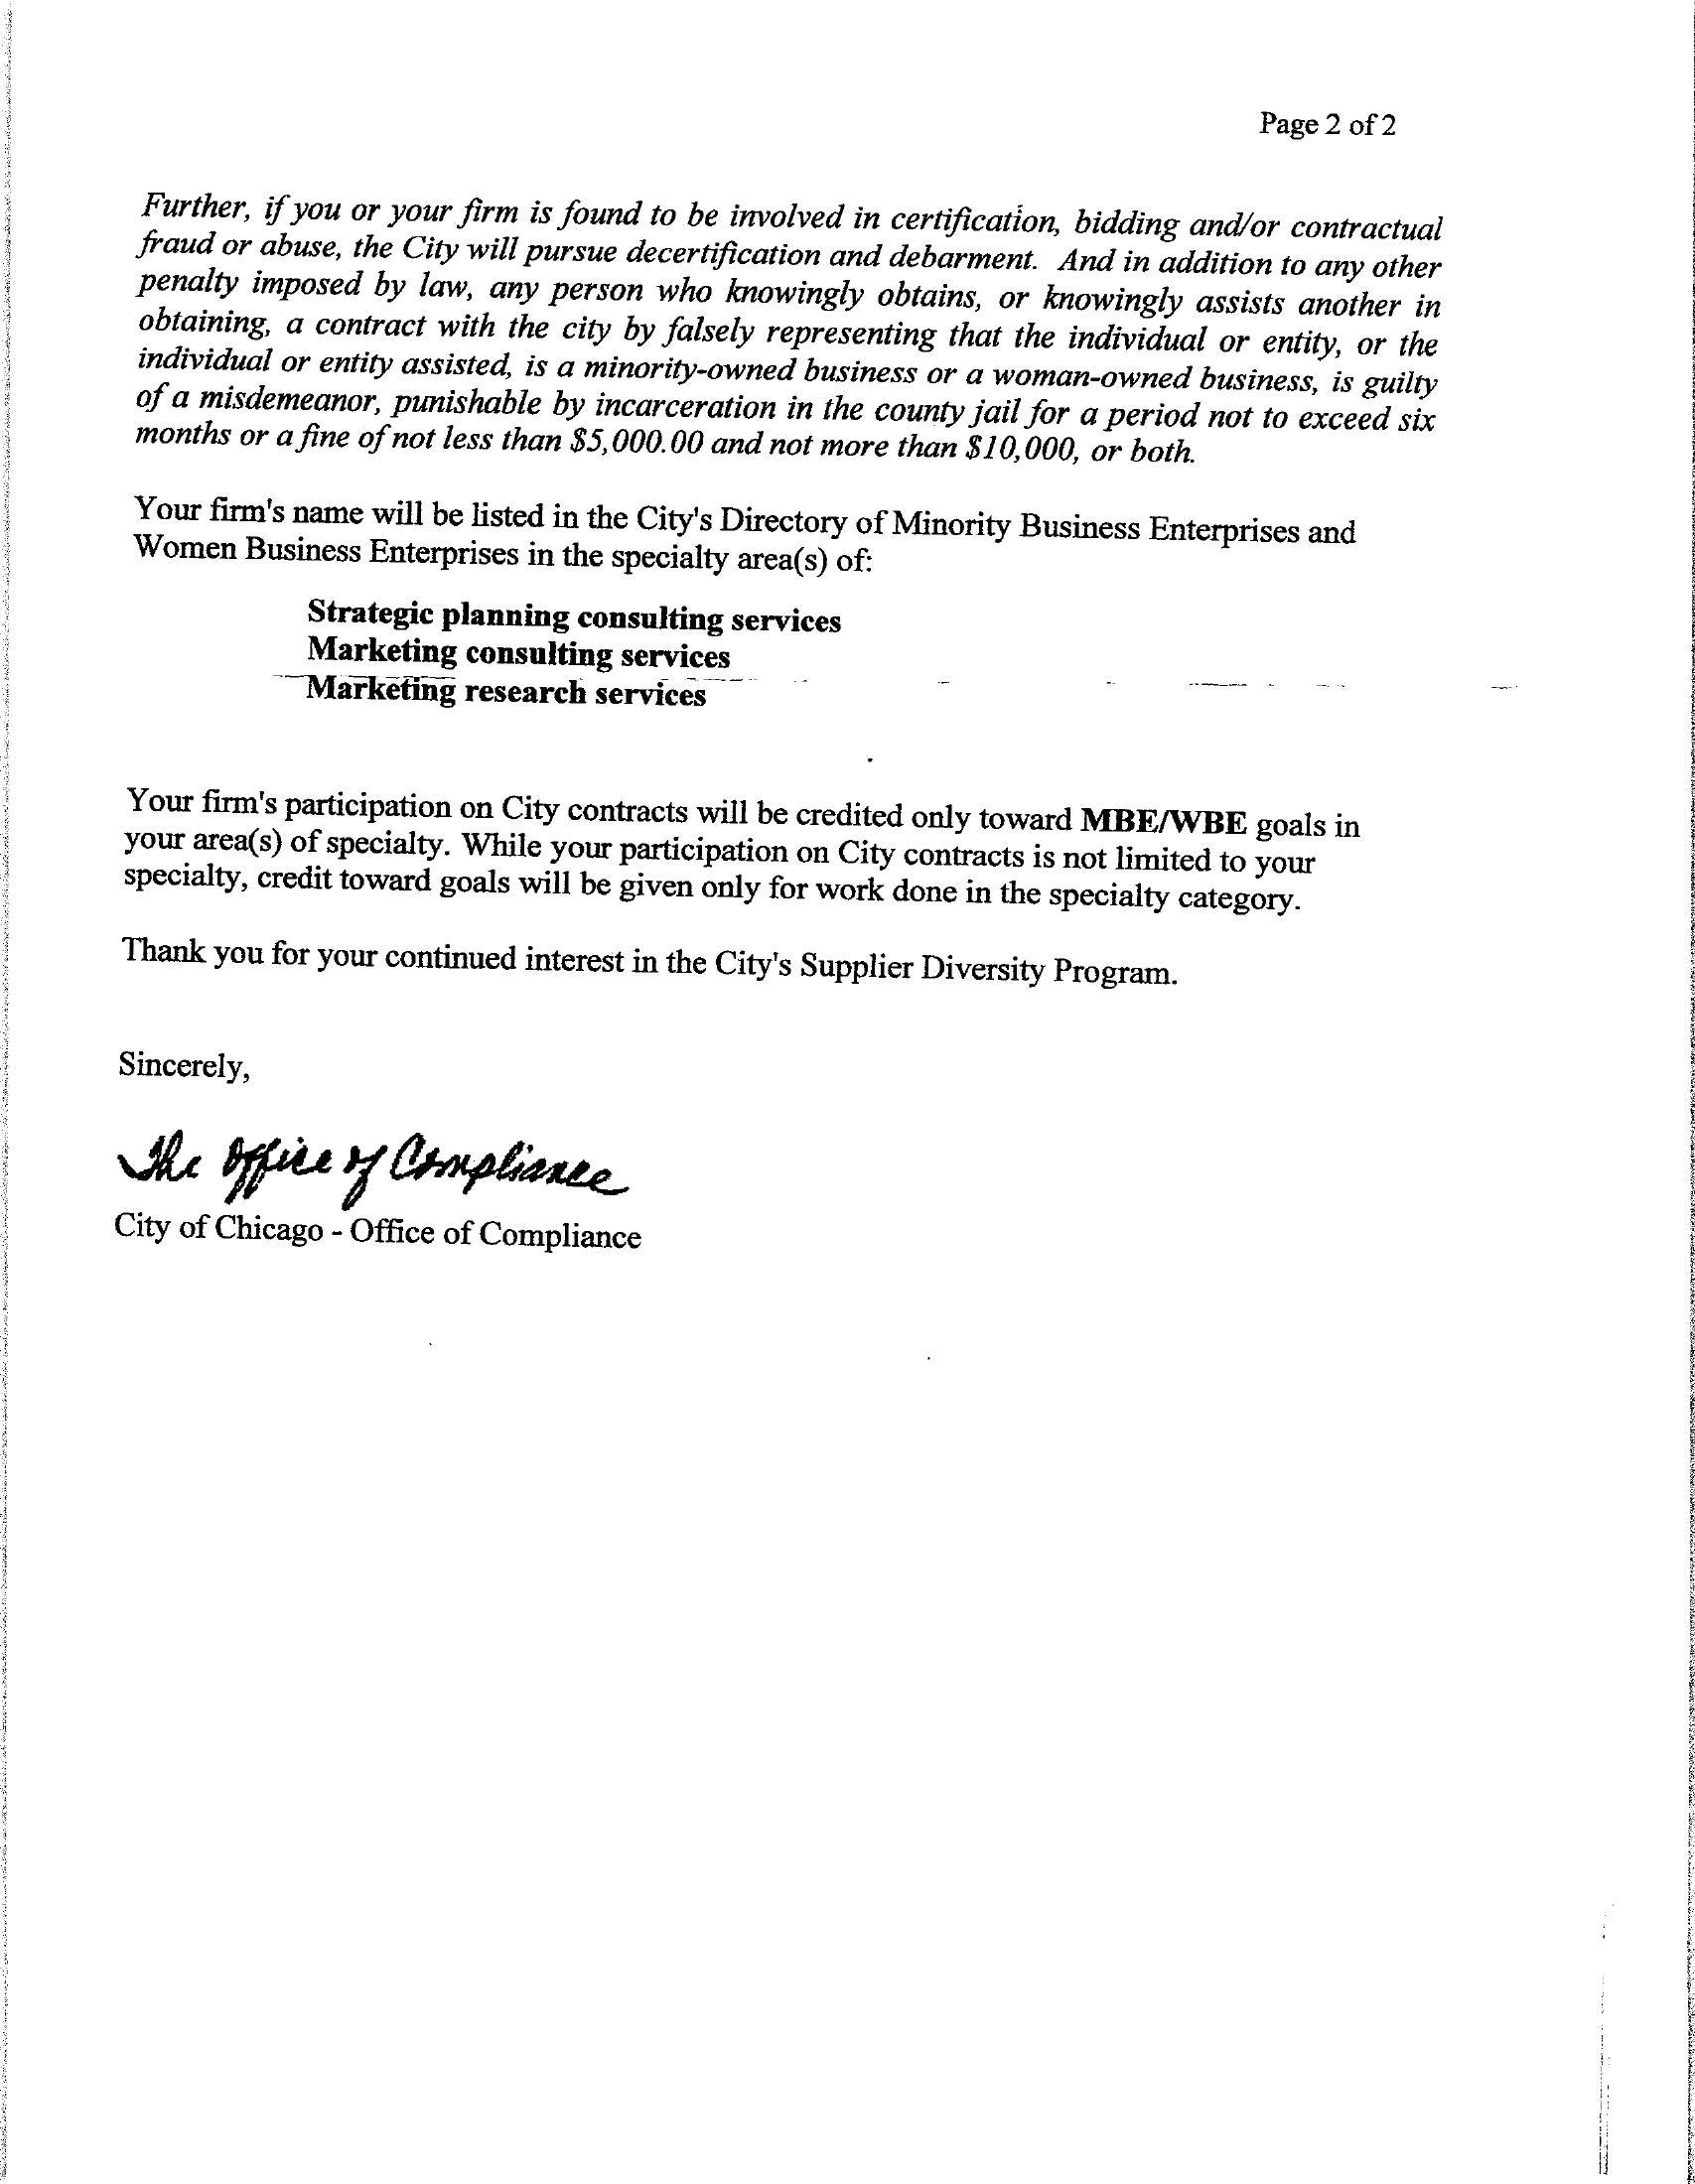 Page 2 of 2
Further, if you or your firm is found to be involved in certification, bidding and/or contractual
fraud or abuse, the City will pursue decertification and debarment. And in addition to any other
penalty imposed by law, any person who knowingly obtains, or knowingly assists another in
obtaining, a contract with the city by falsely representing that the individual or entity, or the
individual or entity assisted, is a minority-owned business or a woman-owned business, is guilty
of a misdemeanor, punishable by incarceration in the county jail for a period not to exceed six
months or a fine of not less than $5,000.00 and not more than $10,000, or both.
Your firm's name will be listed in the City's Directory of Minority Business Enterprises and
Women Business Enterprises in the specialty area(s) of:
Strategic planning consulting services
Marketing consulting services
Marketing research services
Your firm's participation on City contracts will be credited only toward MBE/WBE goals in
your area(s) of specialty. While your participation on City contracts is not limited to your
specialty, credit toward goals will be given only for work done in the specialty category.
Thank you for your continued interest in the City's Supplier Diversity Program.
Sincerely,
The Office of Compliance
City of Chicago - Office of Compliance